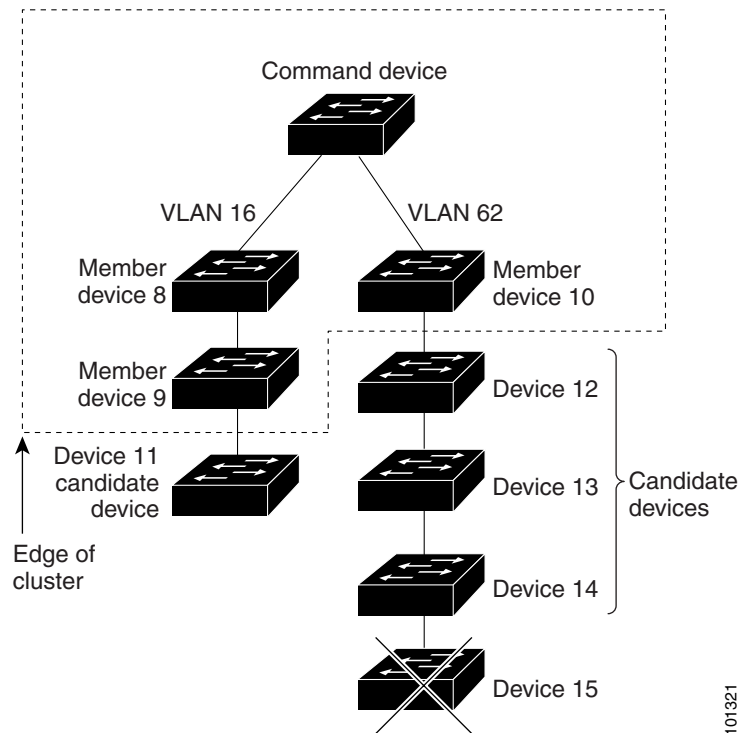 Command device
VLAN 16
VLAN 62
Member
device 8
Member
device 10
Member
device 9
Device 12
Device 11
candidate
device
Device 13
Candidate
devices
Edge of
cluster
Device 14
Device 15
101321